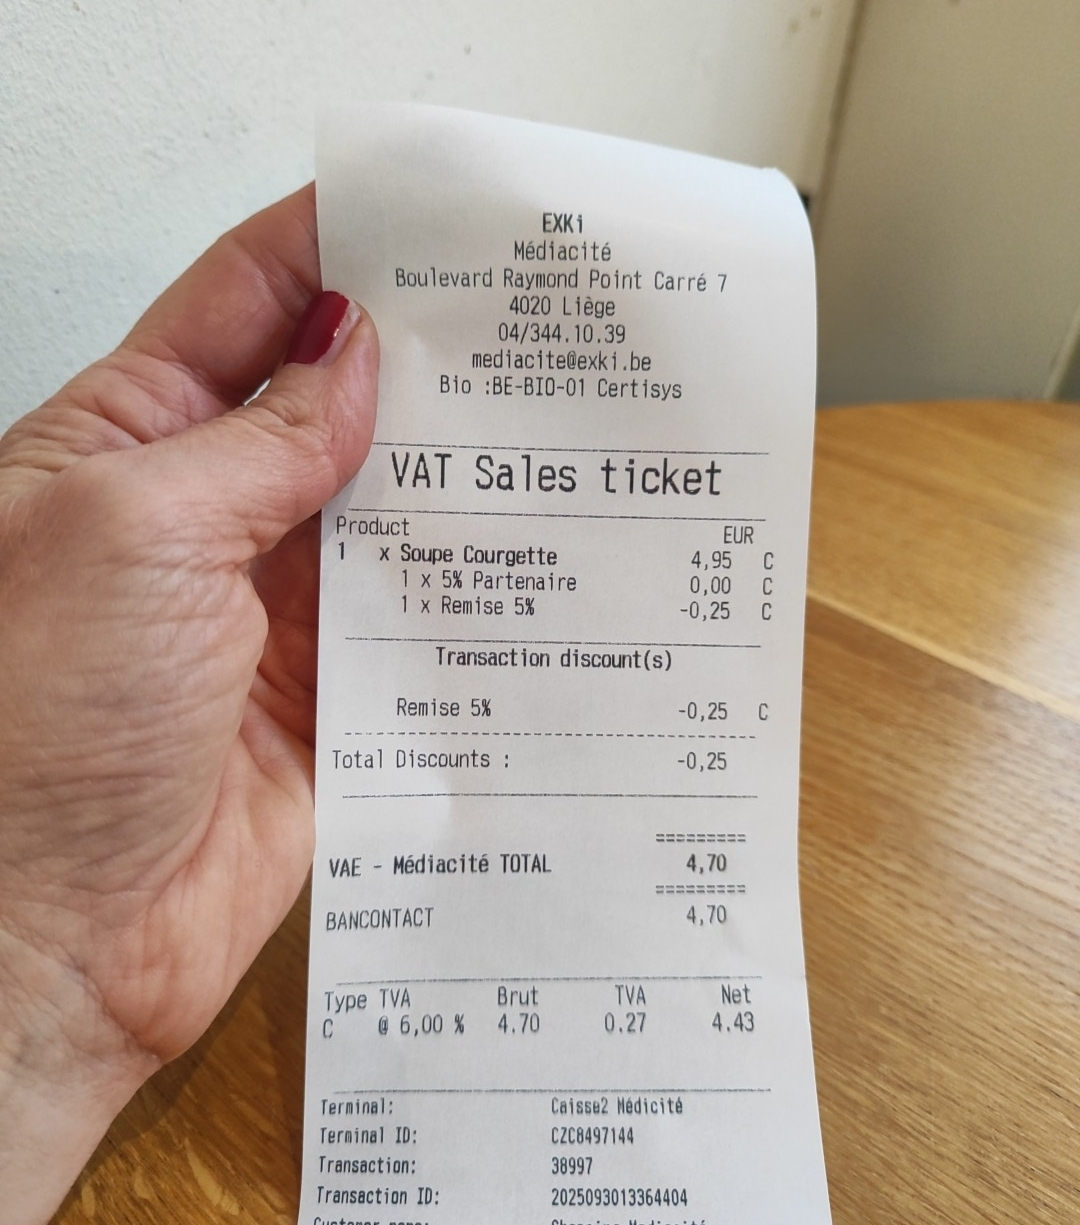 EXKi
Médiacité
Boulevard Raymond Point Carré 7
4020 Liège
04/344.10.39
mediacite@exki.be
Bio :BE-BIO-01 Certisys
VAT Sales ticket
Product EUR
1 x Soupe Courgette 4,95 C
1 x 5% Partenaire 0,00 C
1 x Remise 5% -0,25 C
Transaction discount(s)
Remise 5% -0,25 C
Total Discounts : -0,25
=========
VAE - Médiacité TOTAL 4,70
=========
BANCONTACT 4,70
Type TVA Brut TVA Net
C @ 6,00 % 4.70 0.27 4.43
Terminal: Caisse2 Médicité
Terminal ID: CZC8497144
Transaction: 38997
Transaction ID: 2025093013364404